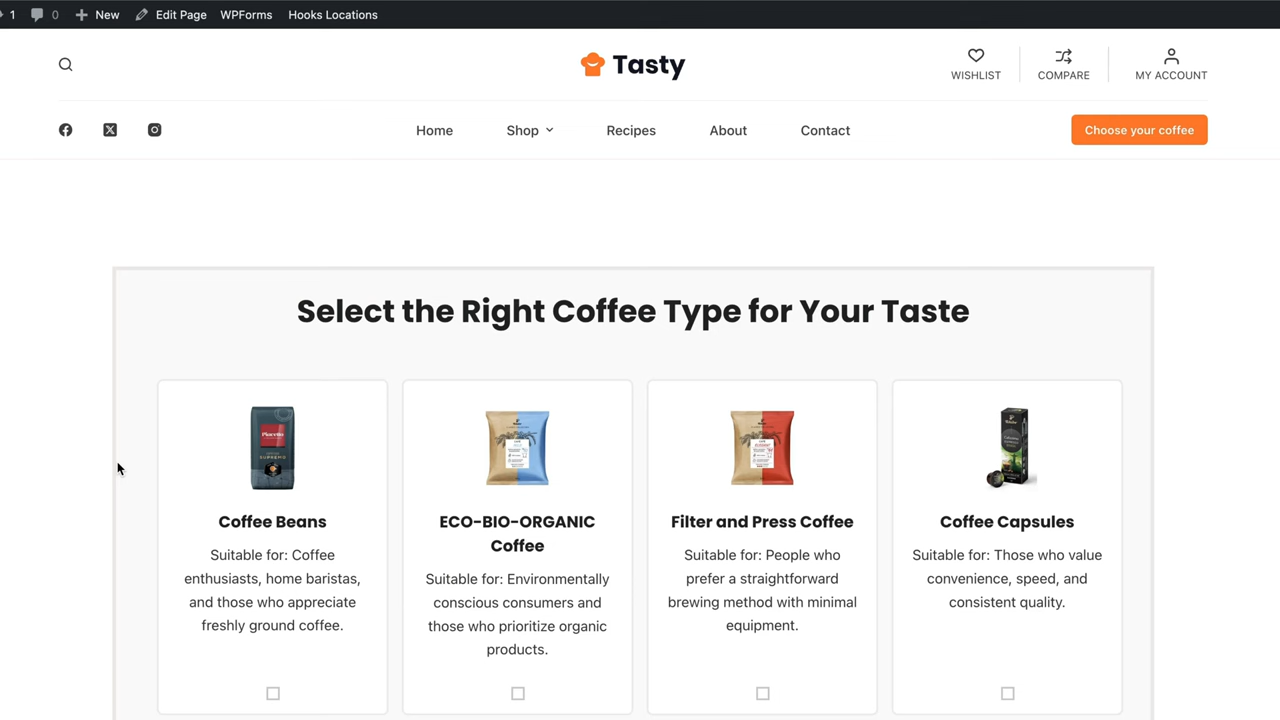 1 0 New Edit Page WPForms Hooks Locations
Tasty
WISHLIST COMPARE MY ACCOUNT
Home Shop Recipes About Contact Choose your coffee
Select the Right Coffee Type for Your Taste
Piacetto
SUPREMO
Coffee Beans
Suitable for: Coffee
enthusiasts, home baristas,
and those who appreciate
freshly ground coffee.
ECO-BIO-ORGANIC
Coffee
Suitable for: Environmentally
conscious consumers and
those who prioritize organic
products.
Filter and Press Coffee
Suitable for: People who
prefer a straightforward
brewing method with minimal
equipment.
Coffee Capsules
Suitable for: Those who value
convenience, speed, and
consistent quality.